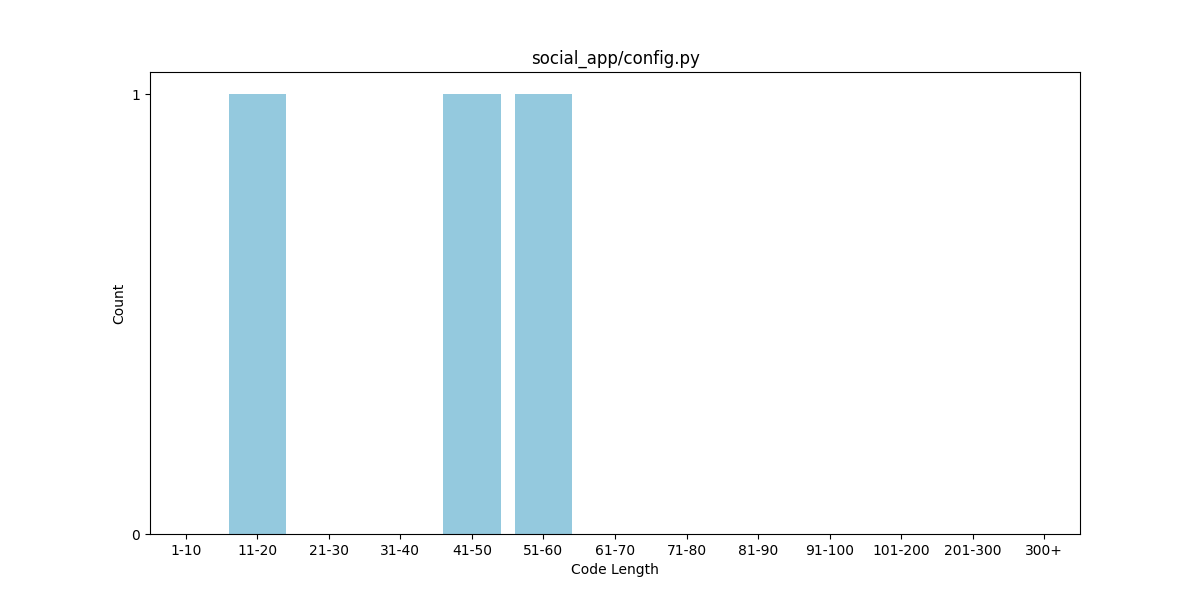 social_app/config.py
1
Count
0
1-10 11-20 21-30 31-40 41-50 51-60 61-70 71-80 81-90 91-100 101-200 201-300 300+
Code Length